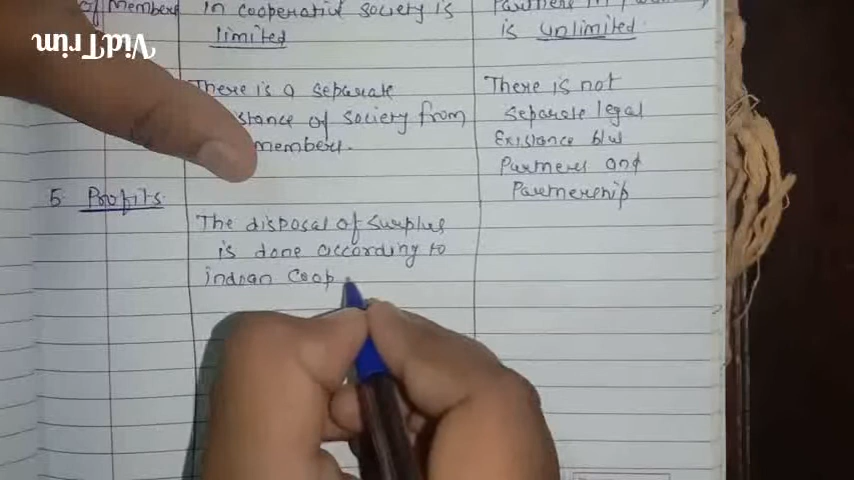 of Members
in cooperative society is
limited
is unlimited
VidTrim
There is a separate
of society from
members.
There is not
separate legal
Existance b/w
Partners and
Partnership
5. Profits
The disposal of surplus
is done according to
indian Coop